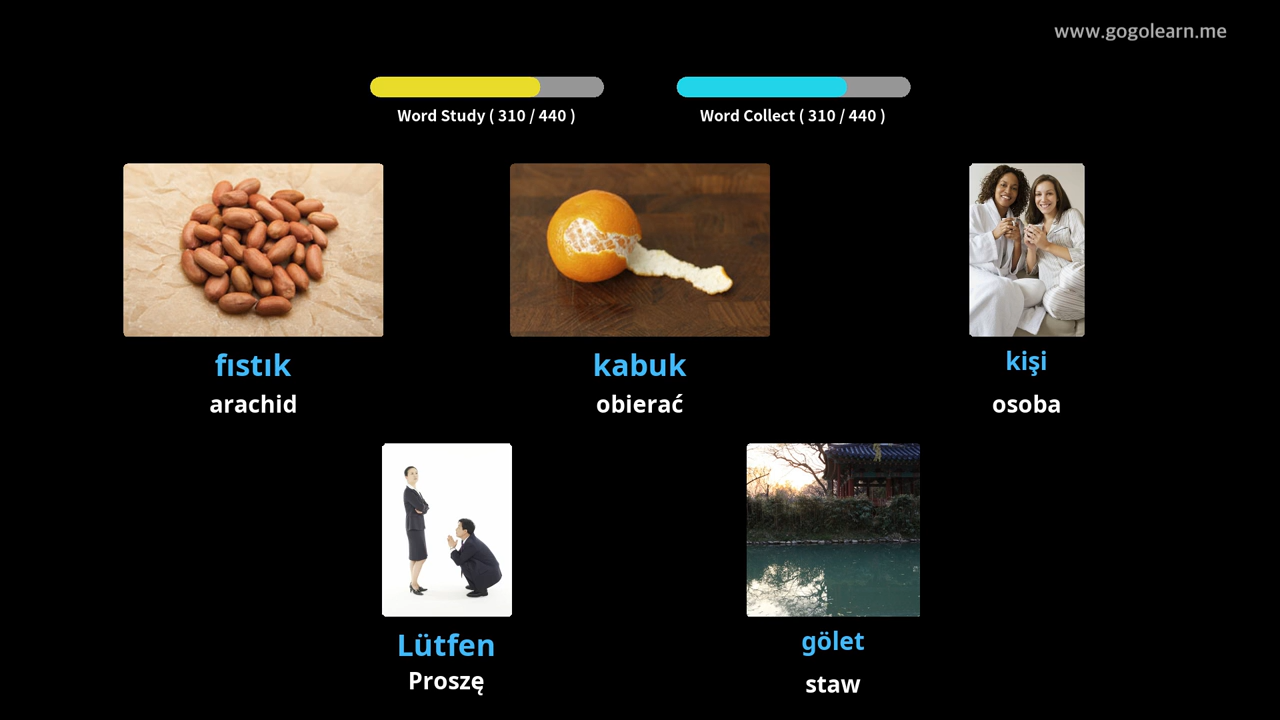 www.gogolearn.me
Word Study ( 310 / 440 )
Word Collect ( 310 / 440 )
fıstık
arachid
kabuk
obierać
kişi
osoba
Lütfen
Proszę
gölet
staw